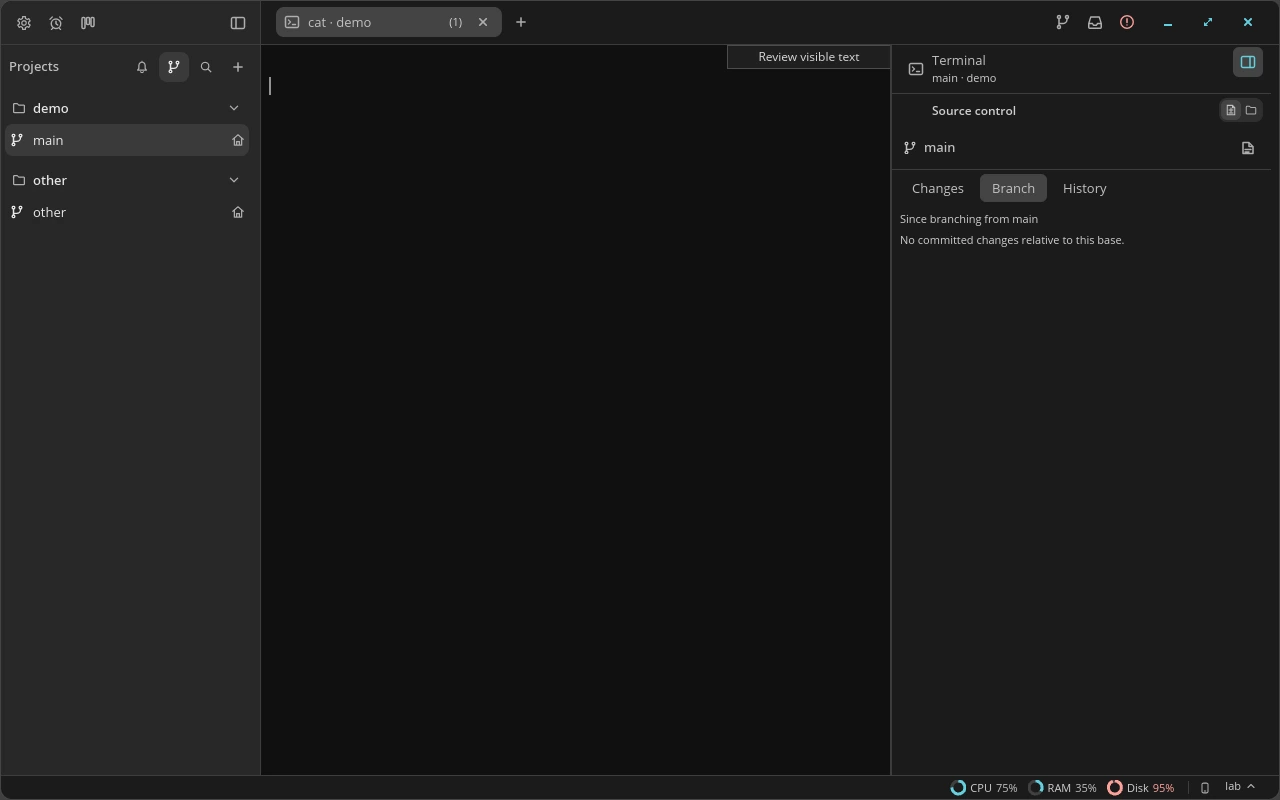 cat · demo (1)
Projects
Review visible text
Terminal
main · demo
demo
Source control
main
main
other
Changes Branch History
other
Since branching from main
No committed changes relative to this base.
CPU 75% RAM 35% Disk 95% lab